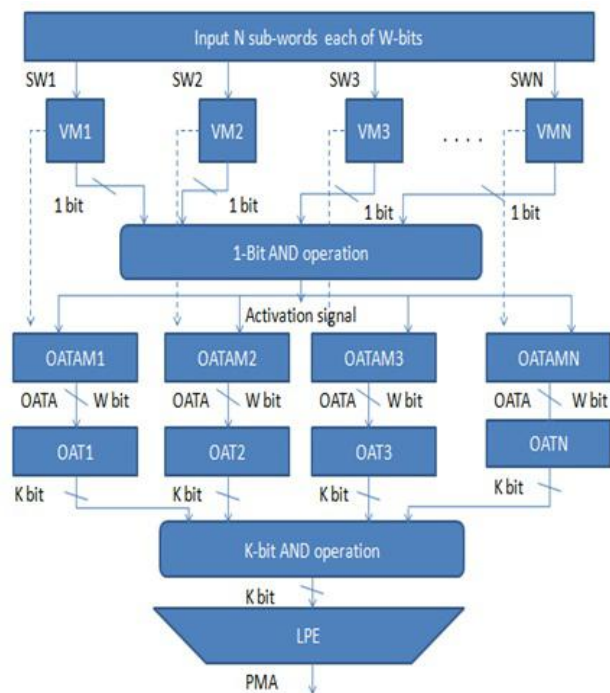 Input N sub-words each of W-bits
SW1 SW2 SW3 SWN
VM1 VM2 VM3 . . . . VMN
1 bit 1 bit 1 bit 1 bit
1-Bit AND operation
Activation signal
OATAM1 OATAM2 OATAM3 OATAMN
OATA W bit OATA W bit OATA W bit OATA W bit
OAT1 OAT2 OAT3 OATN
K bit K bit K bit K bit
K-bit AND operation
K bit
LPE
PMA